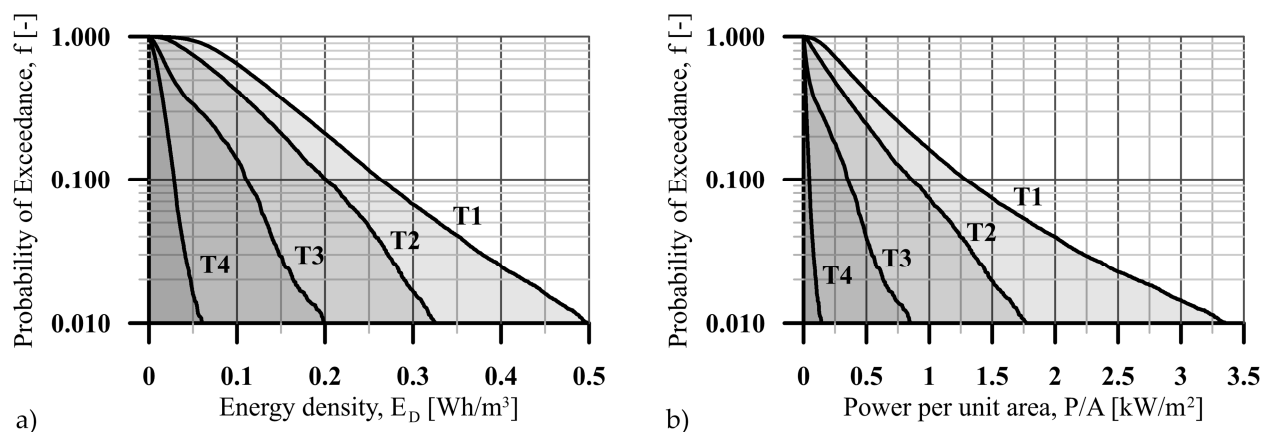 Probability of Exceedance, f [-]
1.000
0.100
0.010
T1
T2
T3
T4
0 0.1 0.2 0.3 0.4 0.5
Energy density, E_D [Wh/m³]
a)
Probability of Exceedance, f [-]
1.000
0.100
0.010
T1
T2
T3
T4
0 0.5 1 1.5 2 2.5 3 3.5
Power per unit area, P/A [kW/m²]
b)